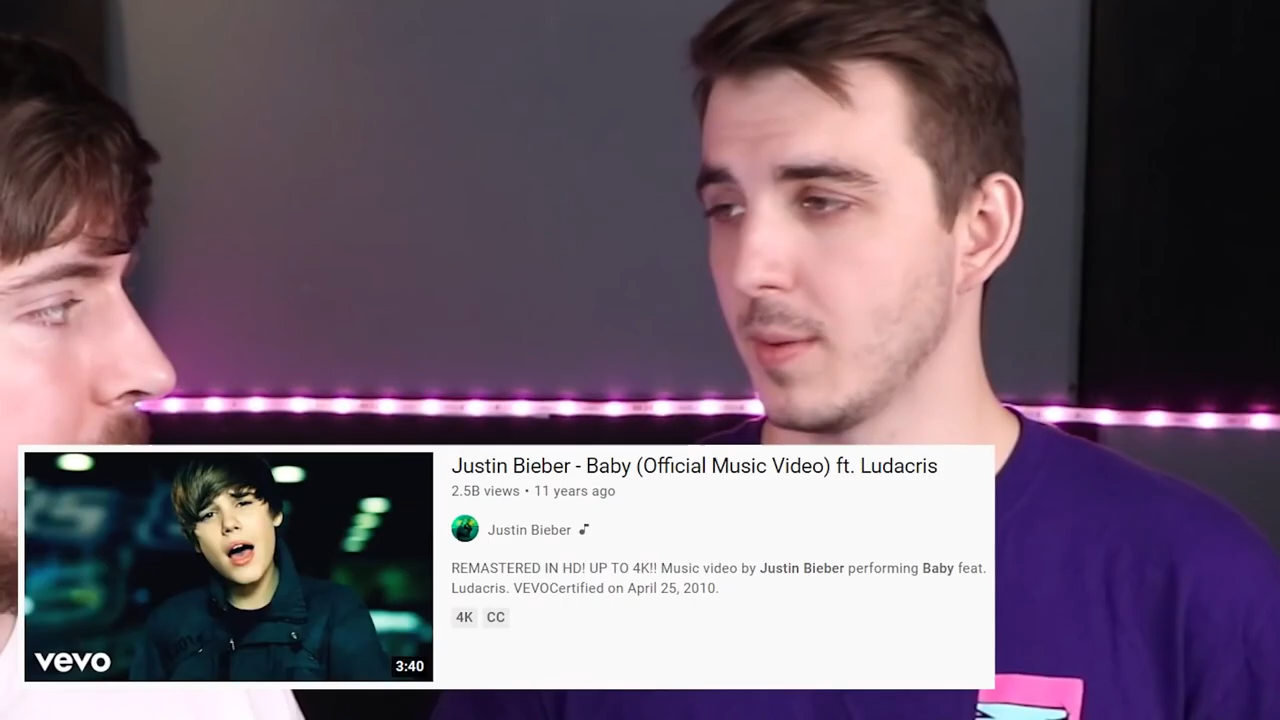 Justin Bieber - Baby (Official Music Video) ft. Ludacris
2.5B views • 11 years ago
Justin Bieber
REMASTERED IN HD! UP TO 4K!! Music video by Justin Bieber performing Baby feat.
Ludacris. VEVOCertified on April 25, 2010.
4K CC
vevo
3:40